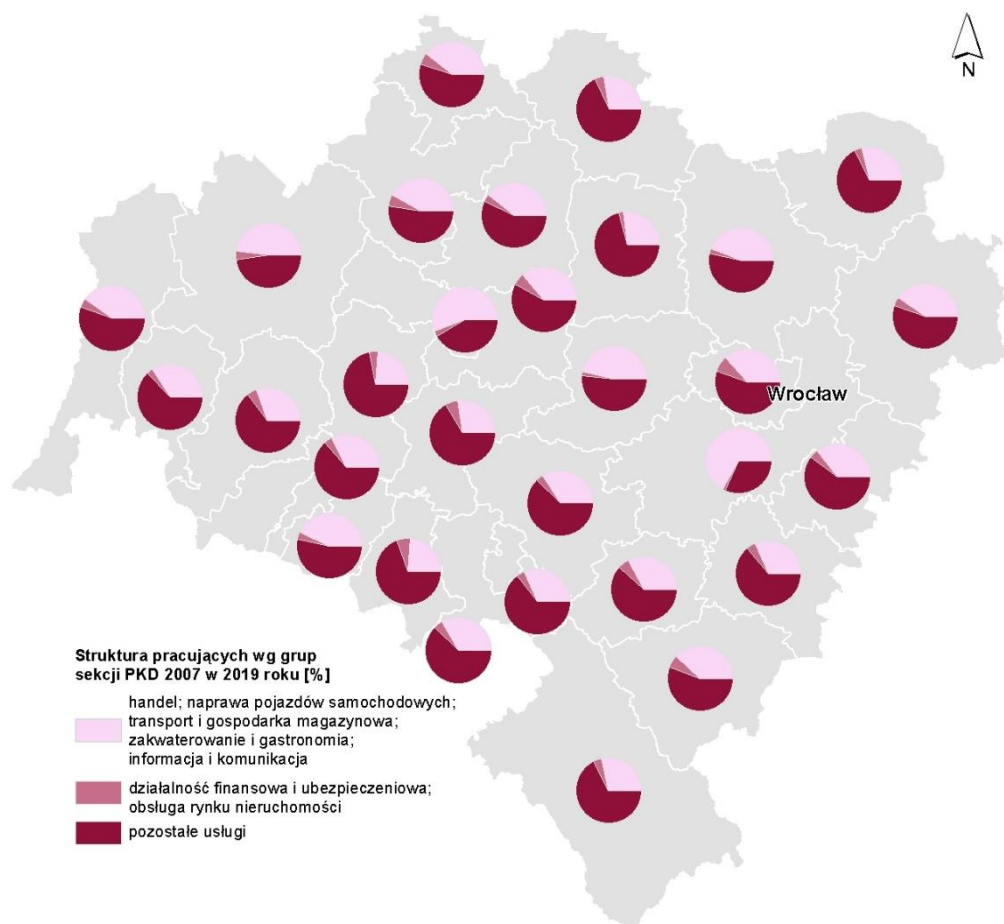 N
Wrocław
Struktura pracujących wg grup
sekcji PKD 2007 w 2019 roku [%]
handel; naprawa pojazdów samochodowych;
transport i gospodarka magazynowa;
zakwaterowanie i gastronomia;
informacja i komunikacja
działalność finansowa i ubezpieczeniowa;
obsługa rynku nieruchomości
pozostałe usługi